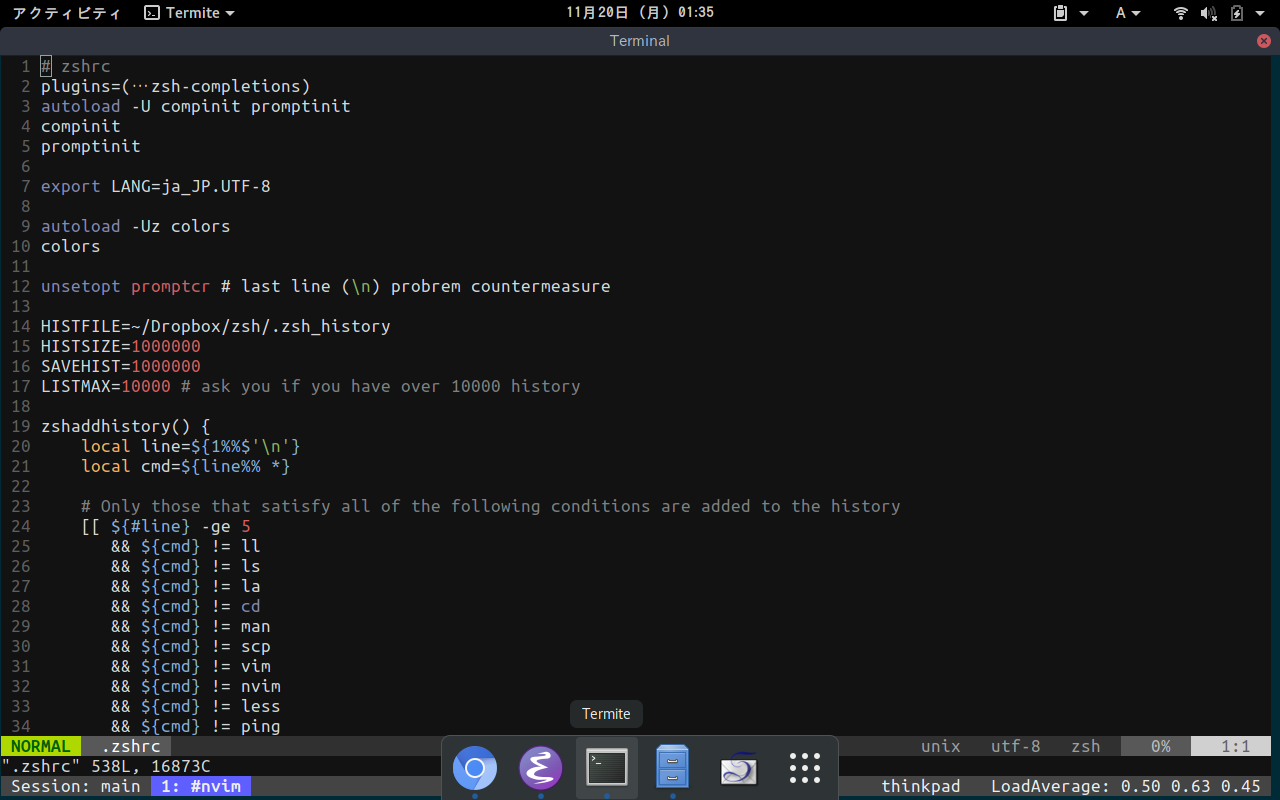 アクティビティ Termite 11月20日 (月) 01:35 A
Terminal
1 # zshrc
2 plugins=(…zsh-completions)
3 autoload -U compinit promptinit
4 compinit
5 promptinit
6
7 export LANG=ja_JP.UTF-8
8
9 autoload -Uz colors
10 colors
11
12 unsetopt promptcr # last line (\n) probrem countermeasure
13
14 HISTFILE=~/Dropbox/zsh/.zsh_history
15 HISTSIZE=1000000
16 SAVEHIST=1000000
17 LISTMAX=10000 # ask you if you have over 10000 history
18
19 zshaddhistory() {
20     local line=${1%%$'\n'}
21     local cmd=${line%% *}
22
23     # Only those that satisfy all of the following conditions are added to the history
24     [[ ${#line} -ge 5
25        && ${cmd} != ll
26        && ${cmd} != ls
27        && ${cmd} != la
28        && ${cmd} != cd
29        && ${cmd} != man
30        && ${cmd} != scp
31        && ${cmd} != vim
32        && ${cmd} != nvim
33        && ${cmd} != less
34        && ${cmd} != ping
Termite
NORMAL .zshrc unix utf-8 zsh 0% 1:1
".zshrc" 538L, 16873C
Session: main 1: #nvim thinkpad LoadAverage: 0.50 0.63 0.45